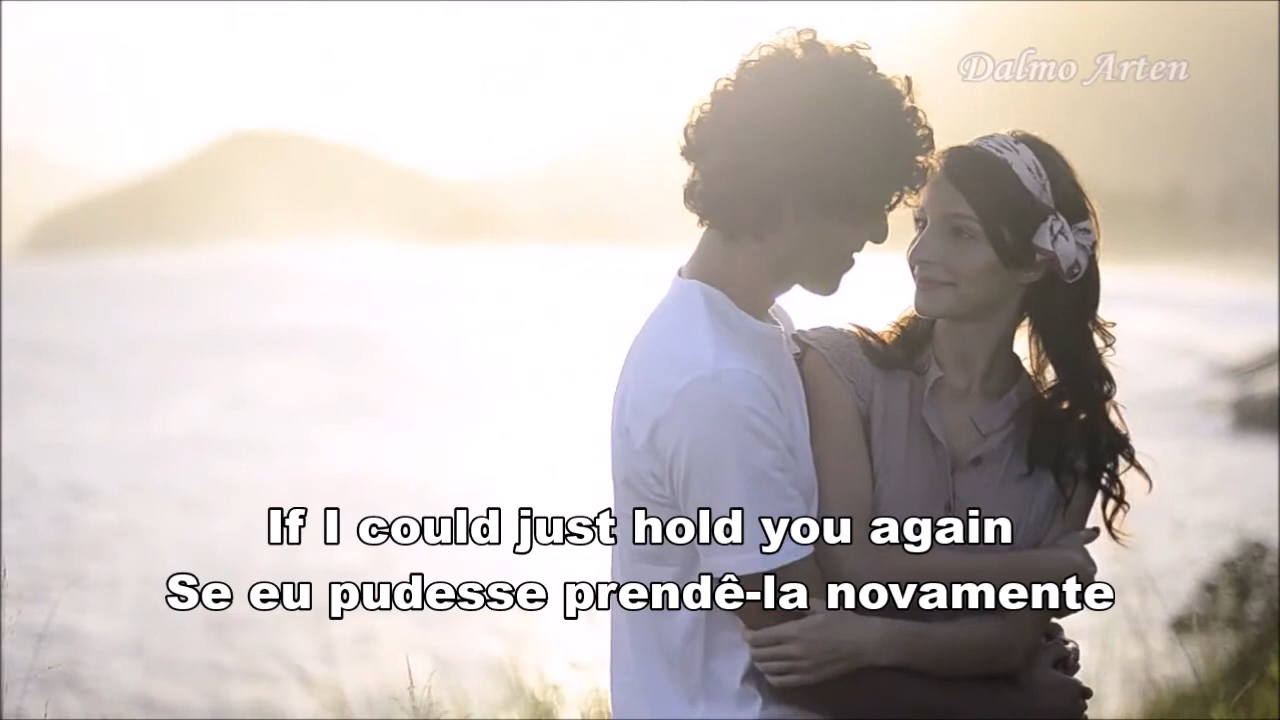 Dalmo Arten
If I could just hold you again
Se eu pudesse prendê-la novamente